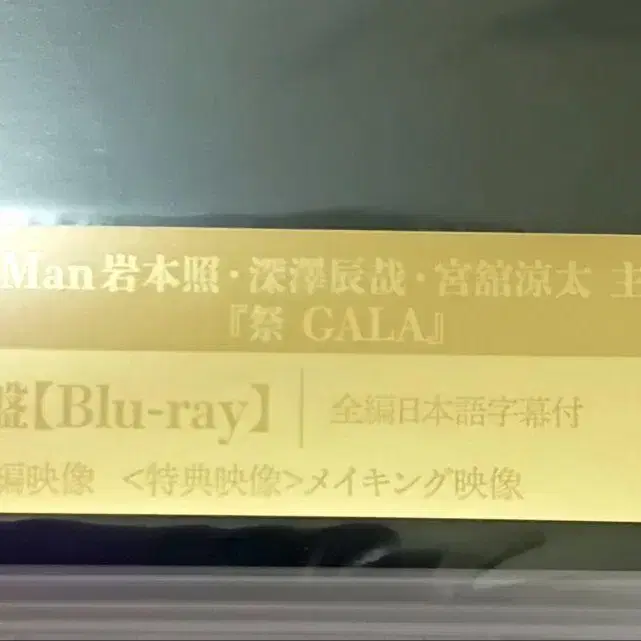 Man岩本照・深澤辰哉・宮舘涼太 主
『祭 GALA』
盤【Blu-ray】 全編日本語字幕付
編映像 <特典映像>メイキング映像